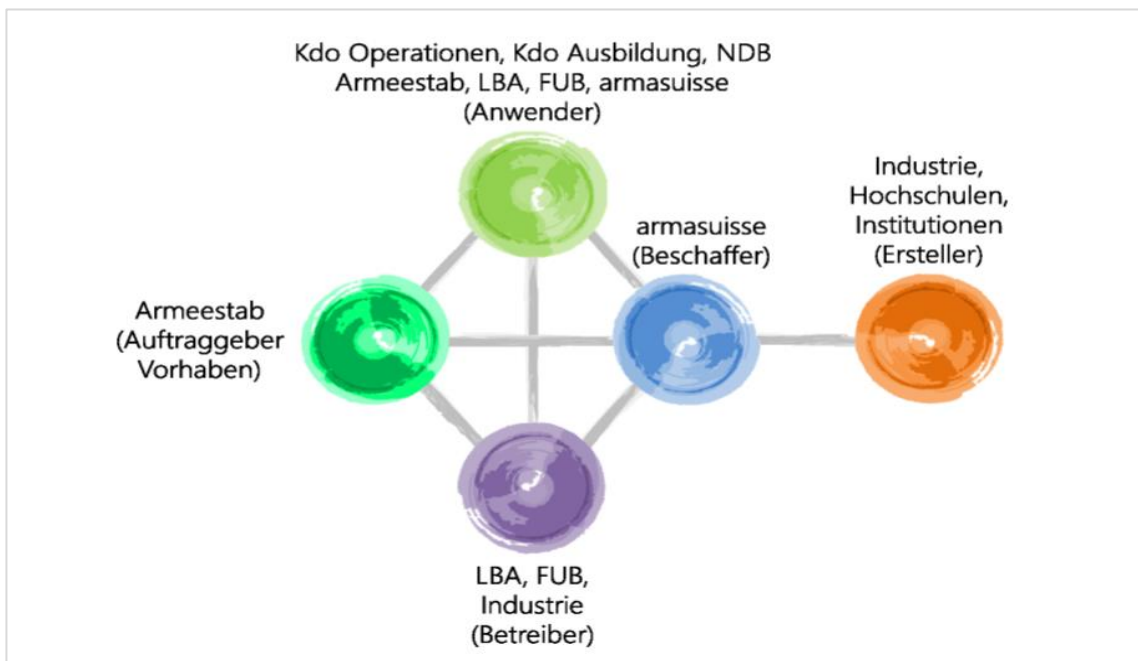 Kdo Operationen, Kdo Ausbildung, NDB
Armeestab, LBA, FUB, armasuisse
(Anwender)
Industrie,
Hochschulen,
Institutionen
(Ersteller)
armasuisse
(Beschaffer)
Armeestab
(Auftraggeber
Vorhaben)
LBA, FUB,
Industrie
(Betreiber)